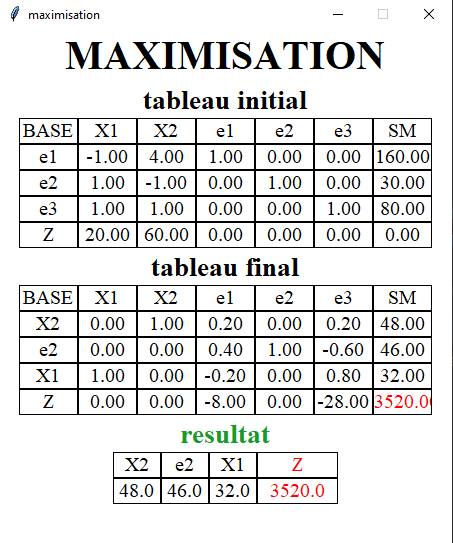 maximisation
MAXIMISATION
tableau initial
BASE X1 X2 e1 e2 e3 SM
e1 -1.00 4.00 1.00 0.00 0.00 160.00
e2 1.00 -1.00 0.00 1.00 0.00 30.00
e3 1.00 1.00 0.00 0.00 1.00 80.00
Z 20.00 60.00 0.00 0.00 0.00 0.00
tableau final
BASE X1 X2 e1 e2 e3 SM
X2 0.00 1.00 0.20 0.00 0.20 48.00
e2 0.00 0.00 0.40 1.00 -0.60 46.00
X1 1.00 0.00 -0.20 0.00 0.80 32.00
Z 0.00 0.00 -8.00 0.00 -28.00 3520.00
resultat
X2 e2 X1 Z
48.0 46.0 32.0 3520.0